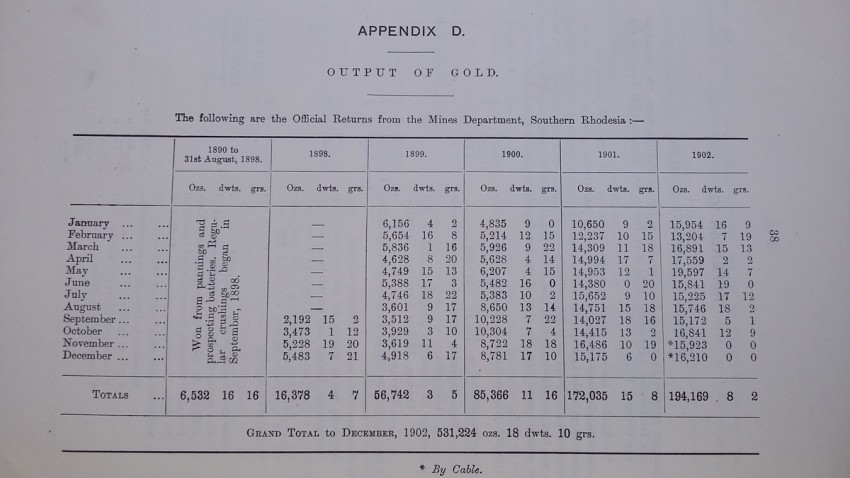 APPENDIX D.
OUTPUT OF GOLD.
The following are the Official Returns from the Mines Department, Southern Rhodesia :—
1890 to 31st August, 1898. 1898. 1899. 1900. 1901. 1902.
Ozs. dwts. grs. Ozs. dwts. grs. Ozs. dwts. grs. Ozs. dwts. grs. Ozs. dwts. grs. Ozs. dwts. grs.
Won from pannings and prospecting batteries. Regular crushings began in September, 1898.
January ... ... — 6,156 4 2 4,835 9 0 10,650 9 2 15,954 16 9
February ... ... — 5,654 16 8 5,214 12 15 12,237 10 15 13,204 7 19
March ... ... — 5,836 1 16 5,926 9 22 14,309 11 18 16,891 15 13
April ... ... — 4,628 8 20 5,628 4 14 14,994 17 7 17,559 2 2
May ... ... — 4,749 15 13 6,207 4 15 14,953 12 1 19,597 14 7
June ... ... — 5,388 17 3 5,482 16 0 14,380 0 20 15,841 19 0
July ... ... — 4,746 18 22 5,383 10 2 15,652 9 10 15,225 17 12
August ... ... — 3,601 9 17 8,650 13 14 14,751 15 18 15,746 18 2
September ... ... 2,192 15 2 3,512 9 17 10,228 7 22 14,027 18 16 15,172 5 1
October ... ... 3,473 1 12 3,929 3 10 10,304 7 4 14,415 13 2 16,841 12 9
November ... ... 5,228 19 20 3,619 11 4 8,722 18 18 16,486 10 19 *15,923 0 0
December ... ... 5,483 7 21 4,918 6 17 8,781 17 10 15,175 6 0 *16,210 0 0
TOTALS ... 6,532 16 16 16,378 4 7 56,742 3 5 85,366 11 16 172,035 15 8 194,169 8 2
GRAND TOTAL to DECEMBER, 1902, 531,224 ozs. 18 dwts. 10 grs.
* By Cable.
38